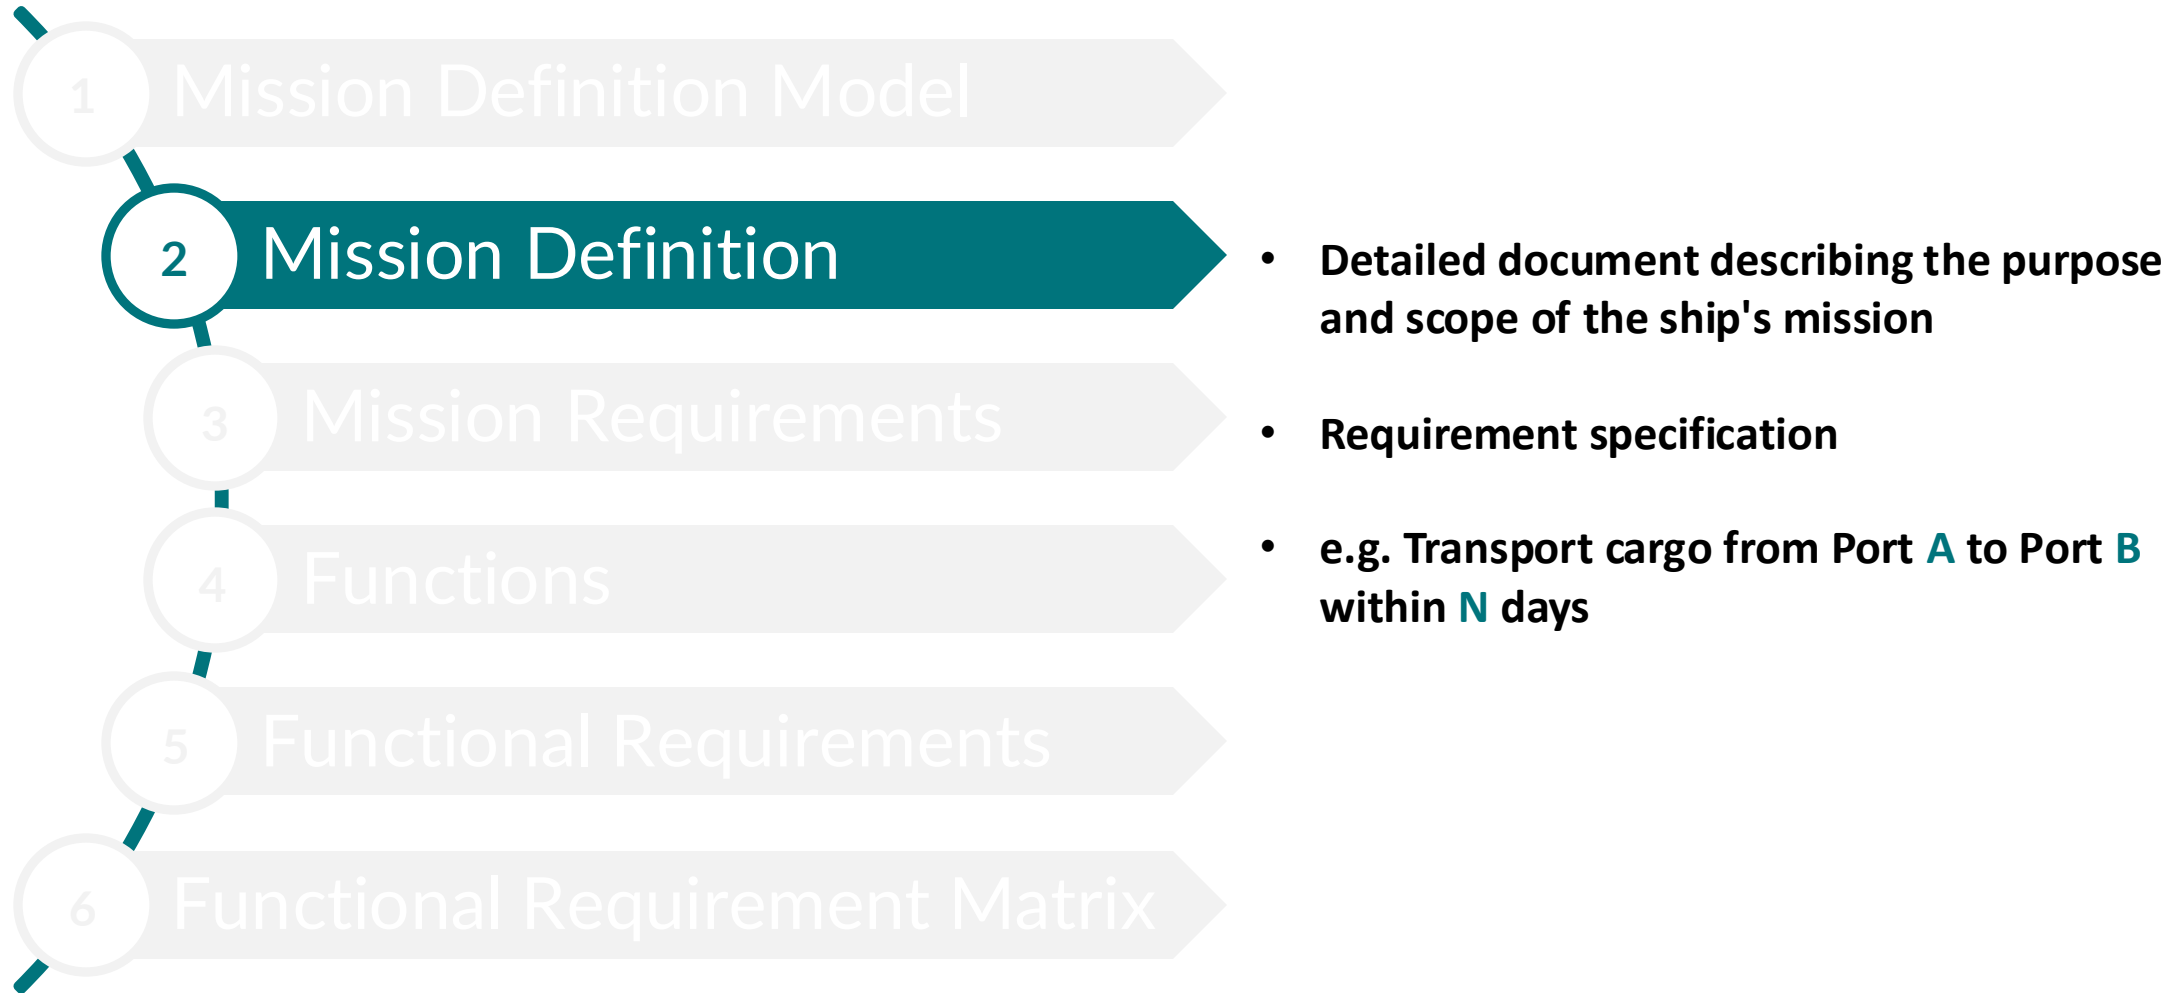 1
Mission Definition Model
2
Mission Definition
3
Mission Requirements
4
Functions
5
Functional Requirements
6
Functional Requirement Matrix
• Detailed document describing the purpose
and scope of the ship's mission
• Requirement specification
• e.g. Transport cargo from Port A to Port B
within N days